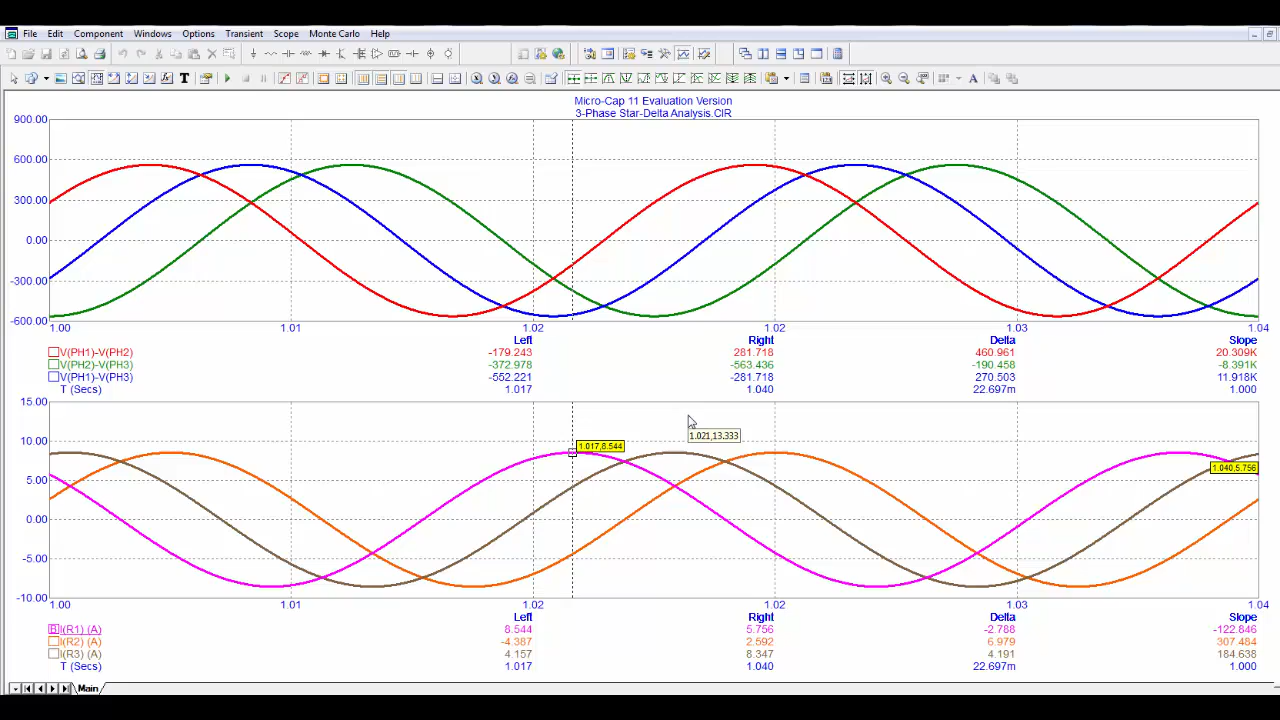 File Edit Component Windows Options Transient Scope Monte Carlo Help
Micro-Cap 11 Evaluation Version
3-Phase Star-Delta Analysis.CIR
900.00
600.00
300.00
0.00
-300.00
-600.00
1.00 1.01 1.02 1.02 1.03 1.04
Left Right Delta Slope
V(PH1)-V(PH2) -179.243 281.718 460.961 20.309K
V(PH2)-V(PH3) -372.978 -563.436 -190.458 -8.391K
V(PH1)-V(PH3) -552.221 -281.718 270.503 11.918K
T (Secs) 1.017 1.040 22.697m 1.000
15.00
10.00
5.00
0.00
-5.00
-10.00
1.021,13.333
1.017,8.544
1.040,5.756
1.00 1.01 1.02 1.02 1.03 1.04
Left Right Delta Slope
I(R1) (A) 8.544 5.756 -2.788 -122.846
I(R2) (A) -4.387 2.592 6.979 307.484
I(R3) (A) 4.157 8.347 4.191 184.638
T (Secs) 1.017 1.040 22.697m 1.000
Main